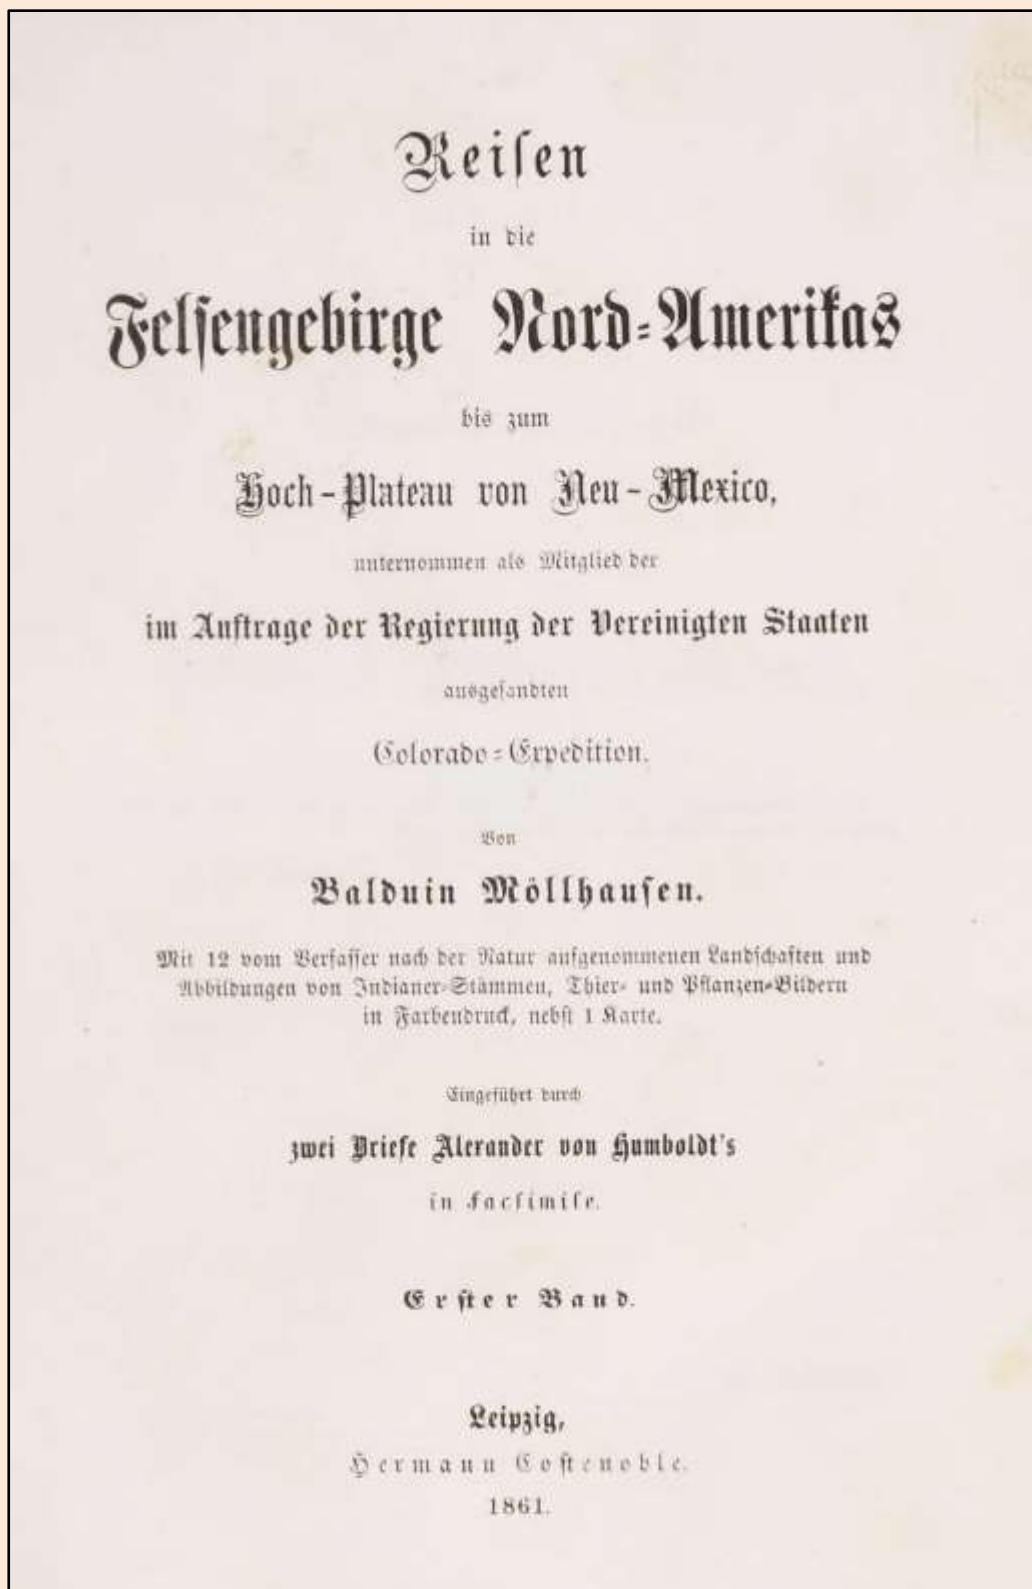 Reisen
in die
Felsengebirge Nord-Amerikas
bis zum
Hoch-Plateau von Neu-Mexico,
unternommen als Mitglied der
im Auftrage der Regierung der Vereinigten Staaten
ausgesandten
Colorado-Expedition.
Von
Balduin Möllhausen.
Mit 12 vom Verfasser nach der Natur aufgenommenen Landschaften und
Abbildungen von Indianer-Stämmen, Thier- und Pflanzen-Bildern
in Farbendruck, nebst 1 Karte.
Eingeführt durch
zwei Briefe Alexander von Humboldt's
in Facsimile.
Erster Band.
Leipzig,
Hermann Costenoble.
1861.